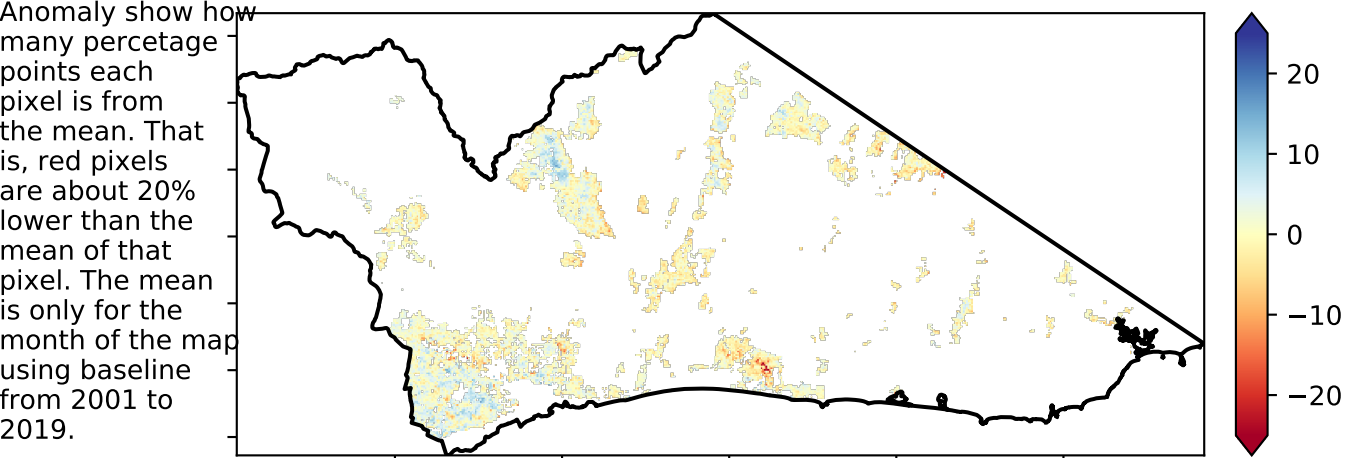 Anomaly show how
many percetage
points each
pixel is from
the mean. That
is, red pixels
are about 20%
lower than the
mean of that
pixel. The mean
is only for the
month of the map
using baseline
from 2001 to
2019.
20
10
0
−10
−20